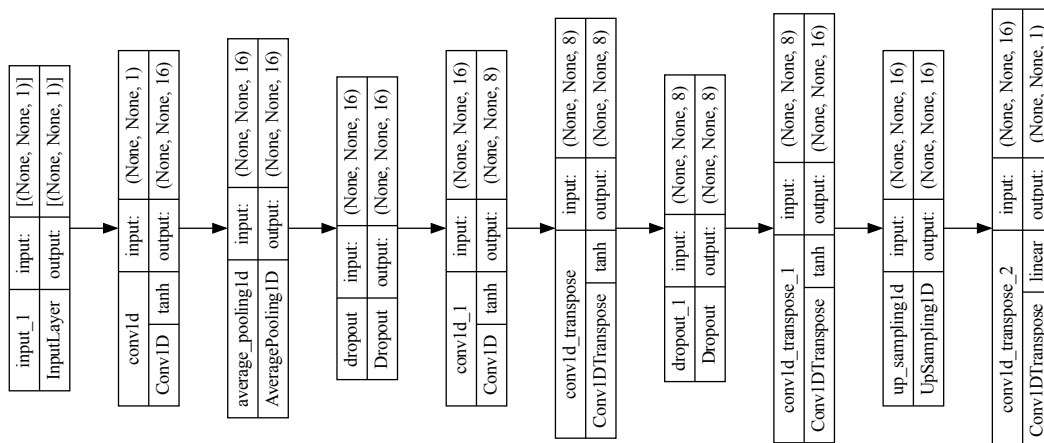 input_1 input: [(None, None, 1)]
InputLayer output: [(None, None, 1)]
conv1d input: (None, None, 1)
Conv1D tanh output: (None, None, 16)
average_pooling1d input: (None, None, 16)
AveragePooling1D output: (None, None, 16)
dropout input: (None, None, 16)
Dropout output: (None, None, 16)
conv1d_1 input: (None, None, 16)
Conv1D tanh output: (None, None, 8)
conv1d_transpose input: (None, None, 8)
Conv1DTranspose tanh output: (None, None, 8)
dropout_1 input: (None, None, 8)
Dropout output: (None, None, 8)
conv1d_transpose_1 input: (None, None, 8)
Conv1DTranspose tanh output: (None, None, 16)
up_sampling1d input: (None, None, 16)
UpSampling1D output: (None, None, 16)
conv1d_transpose_2 input: (None, None, 16)
Conv1DTranspose linear output: (None, None, 1)